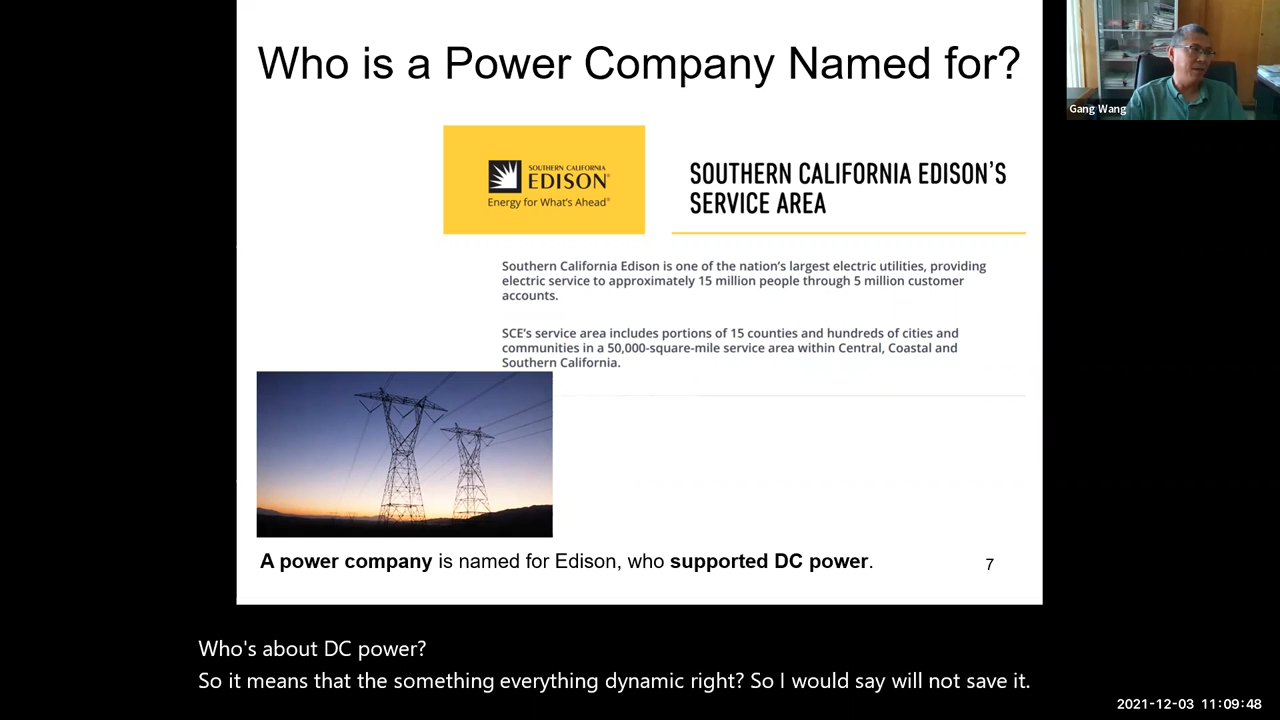 Who is a Power Company Named for?
Gang Wang
SOUTHERN CALIFORNIA
EDISON®
Energy for What's Ahead®
SOUTHERN CALIFORNIA EDISON'S
SERVICE AREA
Southern California Edison is one of the nation's largest electric utilities, providing
electric service to approximately 15 million people through 5 million customer
accounts.
SCE's service area includes portions of 15 counties and hundreds of cities and
communities in a 50,000-square-mile service area within Central, Coastal and
Southern California.
A power company is named for Edison, who supported DC power.
7
Who's about DC power?
So it means that the something everything dynamic right? So I would say will not save it.
2021-12-03 11:09:48